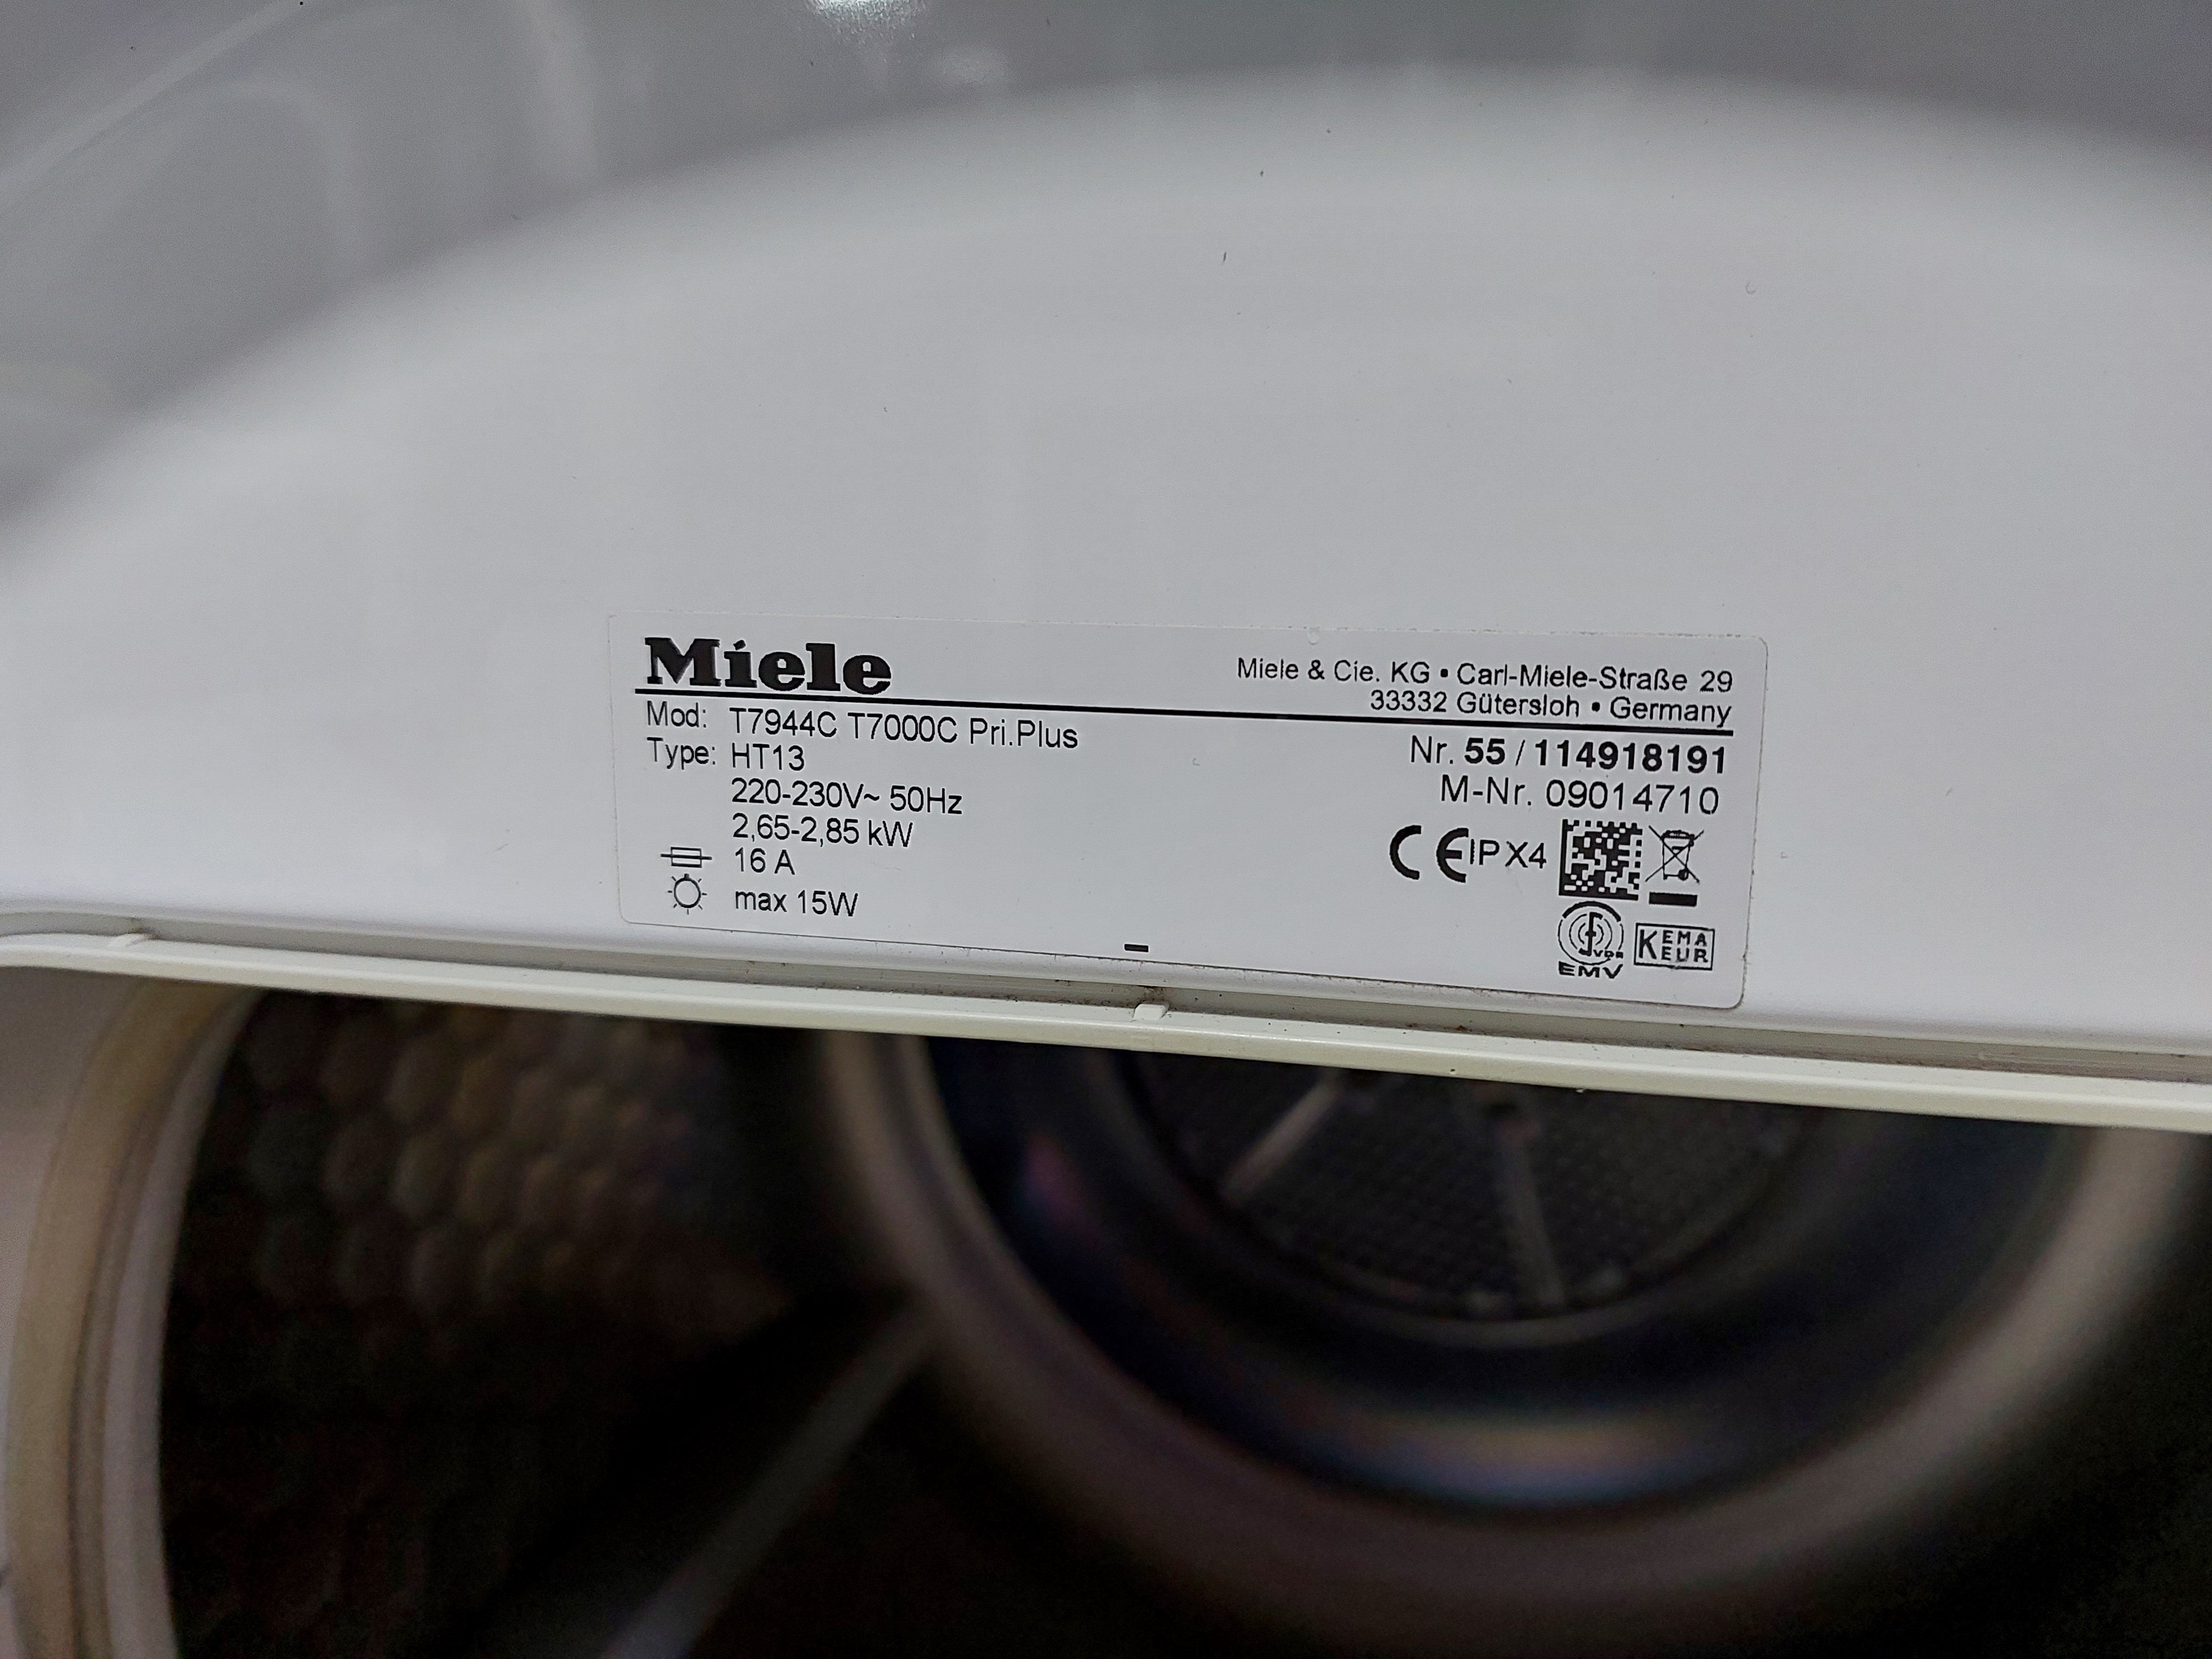 Miele
Miele & Cie. KG • Carl-Miele-Straße 29
33332 Gütersloh • Germany
Mod: T7944C T7000C Pri.Plus
Type: HT13
220-230V~ 50Hz
2,65-2,85 kW
16 A
max 15W
Nr. 55 / 114918191
M-Nr. 09014710
CE IPX4
VDE
EMV
KEMA
KEUR